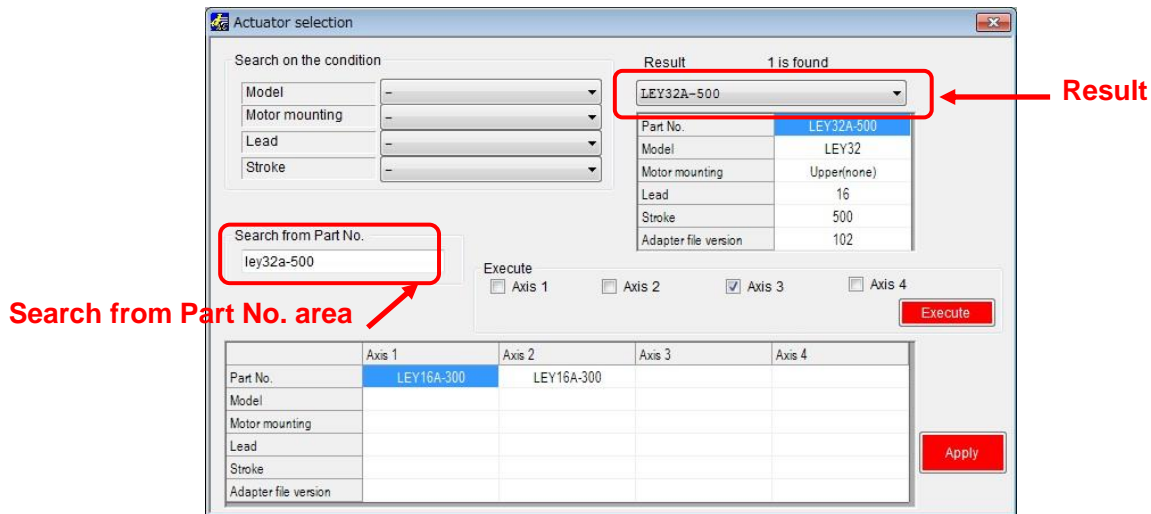 Actuator selection
Search on the condition
Model -
Motor mounting -
Lead -
Stroke -
Result 1 is found
LEY32A-500
Result
Part No. LEY32A-500
Model LEY32
Motor mounting Upper(none)
Lead 16
Stroke 500
Adapter file version 102
Search from Part No.
ley32a-500
Search from Part No. area
Execute
Axis 1 Axis 2 Axis 3 Axis 4
Execute
Axis 1 Axis 2 Axis 3 Axis 4
Part No. LEY16A-300 LEY16A-300
Model
Motor mounting
Lead
Stroke
Adapter file version
Apply